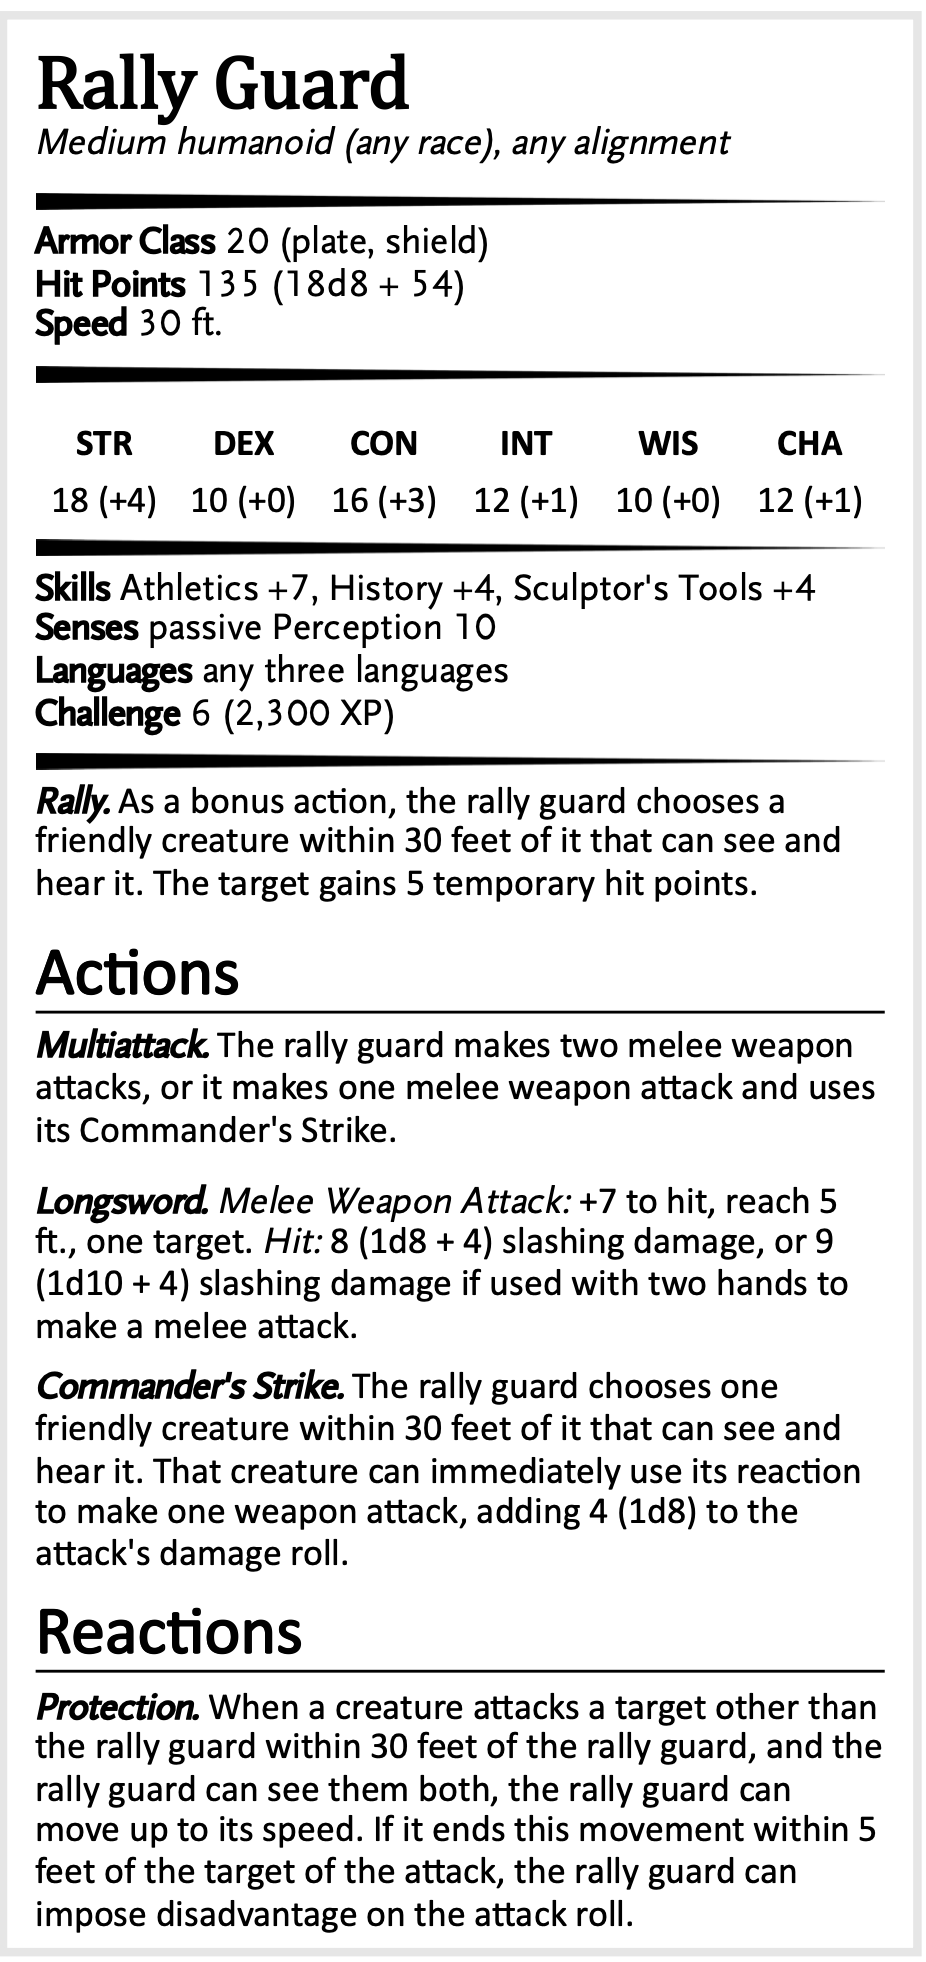 Rally Guard
Medium humanoid (any race), any alignment
Armor Class 20 (plate, shield)
Hit Points 135 (18d8 + 54)
Speed 30 ft.
STR DEX CON INT WIS CHA
18 (+4) 10 (+0) 16 (+3) 12 (+1) 10 (+0) 12 (+1)
Skills Athletics +7, History +4, Sculptor's Tools +4
Senses passive Perception 10
Languages any three languages
Challenge 6 (2,300 XP)
Rally. As a bonus action, the rally guard chooses a
friendly creature within 30 feet of it that can see and
hear it. The target gains 5 temporary hit points.
Actions
Multiattack. The rally guard makes two melee weapon
attacks, or it makes one melee weapon attack and uses
its Commander's Strike.
Longsword. Melee Weapon Attack: +7 to hit, reach 5
ft., one target. Hit: 8 (1d8 + 4) slashing damage, or 9
(1d10 + 4) slashing damage if used with two hands to
make a melee attack.
Commander's Strike. The rally guard chooses one
friendly creature within 30 feet of it that can see and
hear it. That creature can immediately use its reaction
to make one weapon attack, adding 4 (1d8) to the
attack's damage roll.
Reactions
Protection. When a creature attacks a target other than
the rally guard within 30 feet of the rally guard, and the
rally guard can see them both, the rally guard can
move up to its speed. If it ends this movement within 5
feet of the target of the attack, the rally guard can
impose disadvantage on the attack roll.